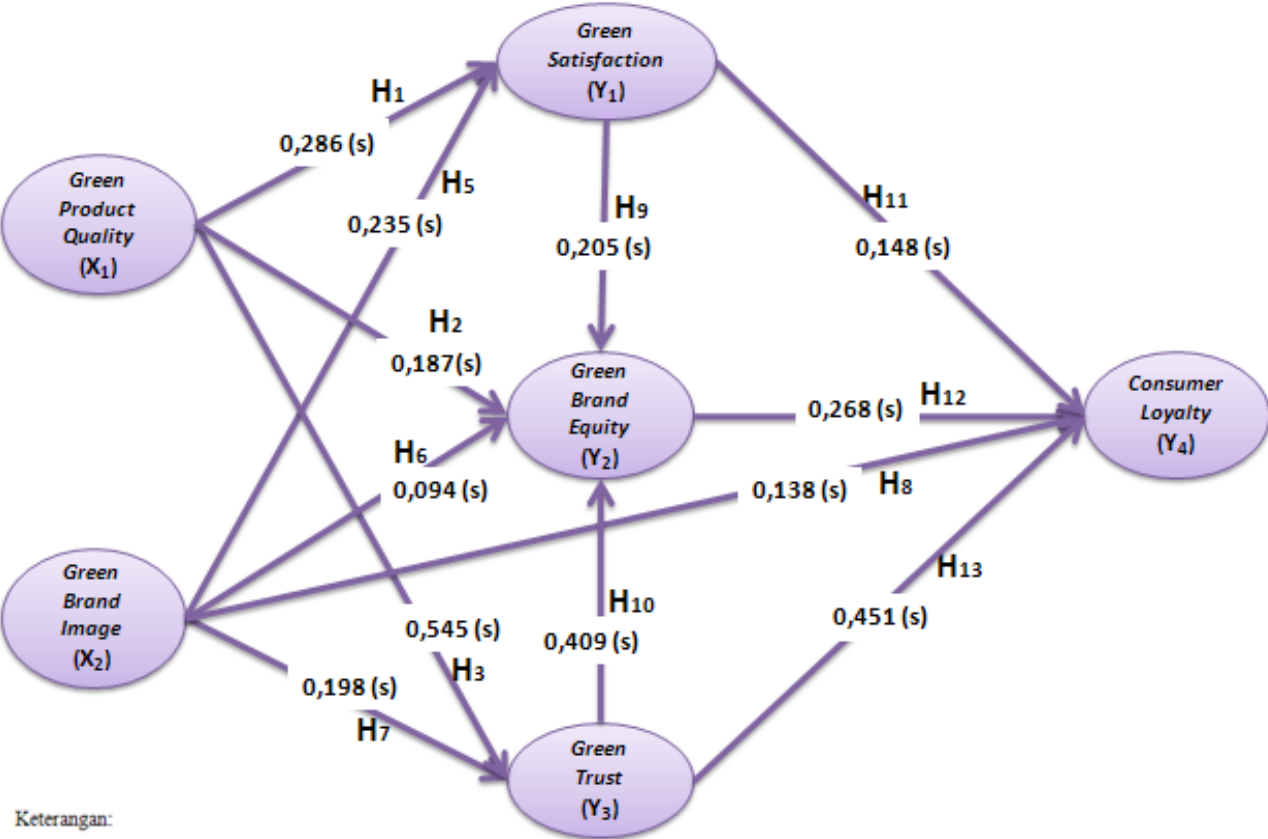 Green
Satisfaction
(Y1)
H1
0,286 (s)
Green
Product
Quality
(X1)
H5
0,235 (s)
H9
0,205 (s)
H11
0,148 (s)
H2
0,187(s)
Green
Brand
Equity
(Y2)
0,268 (s)
H12
Consumer
Loyalty
(Y4)
H6
0,094 (s)
0,138 (s)
H8
Green
Brand
Image
(X2)
H13
0,451 (s)
H10
0,409 (s)
0,545 (s)
H3
0,198 (s)
H7
Green
Trust
(Y3)
Keterangan: